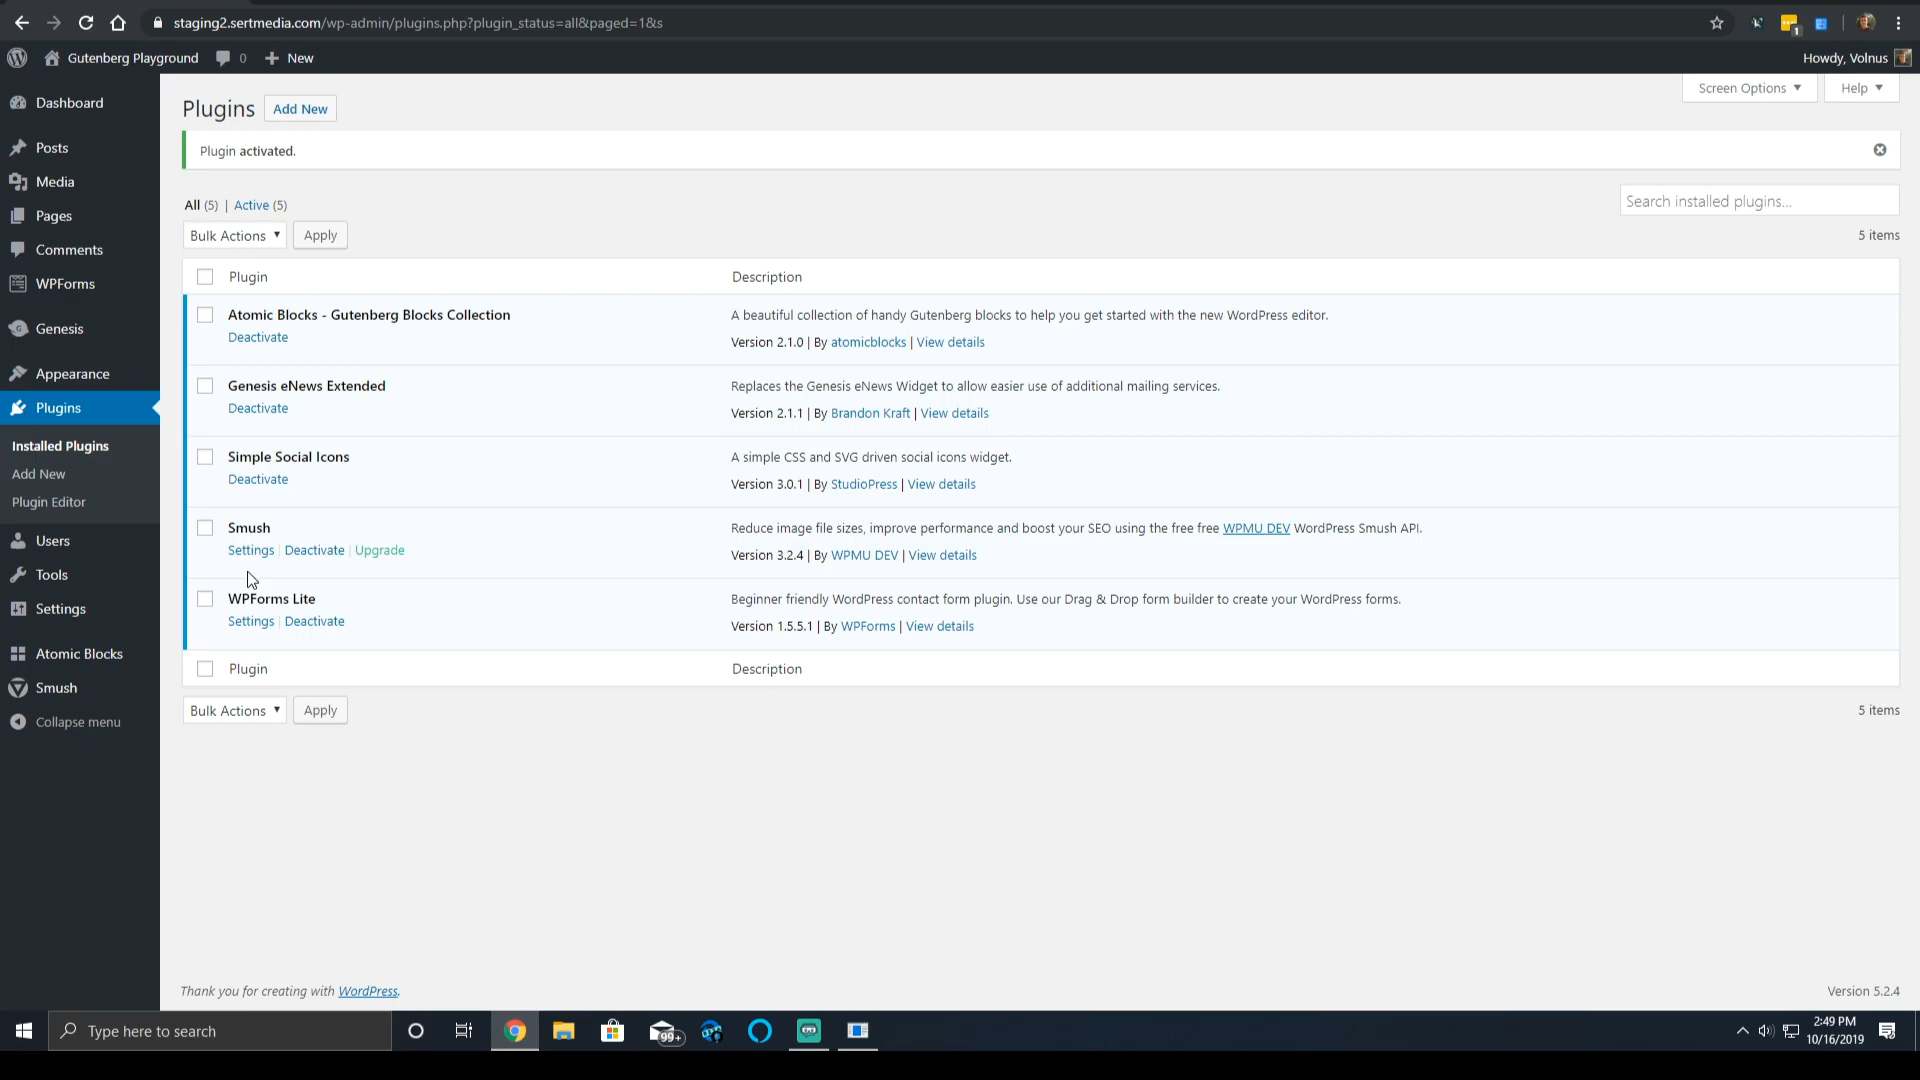 staging2.sertmedia.com/wp-admin/plugins.php?plugin_status=all&paged=1&s
1
Gutenberg Playground 0 New Howdy, Volnus
Screen Options Help
Dashboard
Posts
Media
Pages
Comments
WPForms
Genesis
Appearance
Plugins
Installed Plugins
Add New
Plugin Editor
Users
Tools
Settings
Atomic Blocks
Smush
Collapse menu
Plugins Add New
Plugin activated.
All (5) | Active (5)
Search installed plugins...
Bulk Actions Apply 5 items
Plugin Description
Atomic Blocks - Gutenberg Blocks Collection
Deactivate
A beautiful collection of handy Gutenberg blocks to help you get started with the new WordPress editor.
Version 2.1.0 | By atomicblocks | View details
Genesis eNews Extended
Deactivate
Replaces the Genesis eNews Widget to allow easier use of additional mailing services.
Version 2.1.1 | By Brandon Kraft | View details
Simple Social Icons
Deactivate
A simple CSS and SVG driven social icons widget.
Version 3.0.1 | By StudioPress | View details
Smush
Settings | Deactivate | Upgrade
Reduce image file sizes, improve performance and boost your SEO using the free free WPMU DEV WordPress Smush API.
Version 3.2.4 | By WPMU DEV | View details
WPForms Lite
Settings | Deactivate
Beginner friendly WordPress contact form plugin. Use our Drag & Drop form builder to create your WordPress forms.
Version 1.5.5.1 | By WPForms | View details
Plugin Description
Bulk Actions Apply 5 items
Thank you for creating with WordPress. Version 5.2.4
Type here to search
99+
2:49 PM
10/16/2019